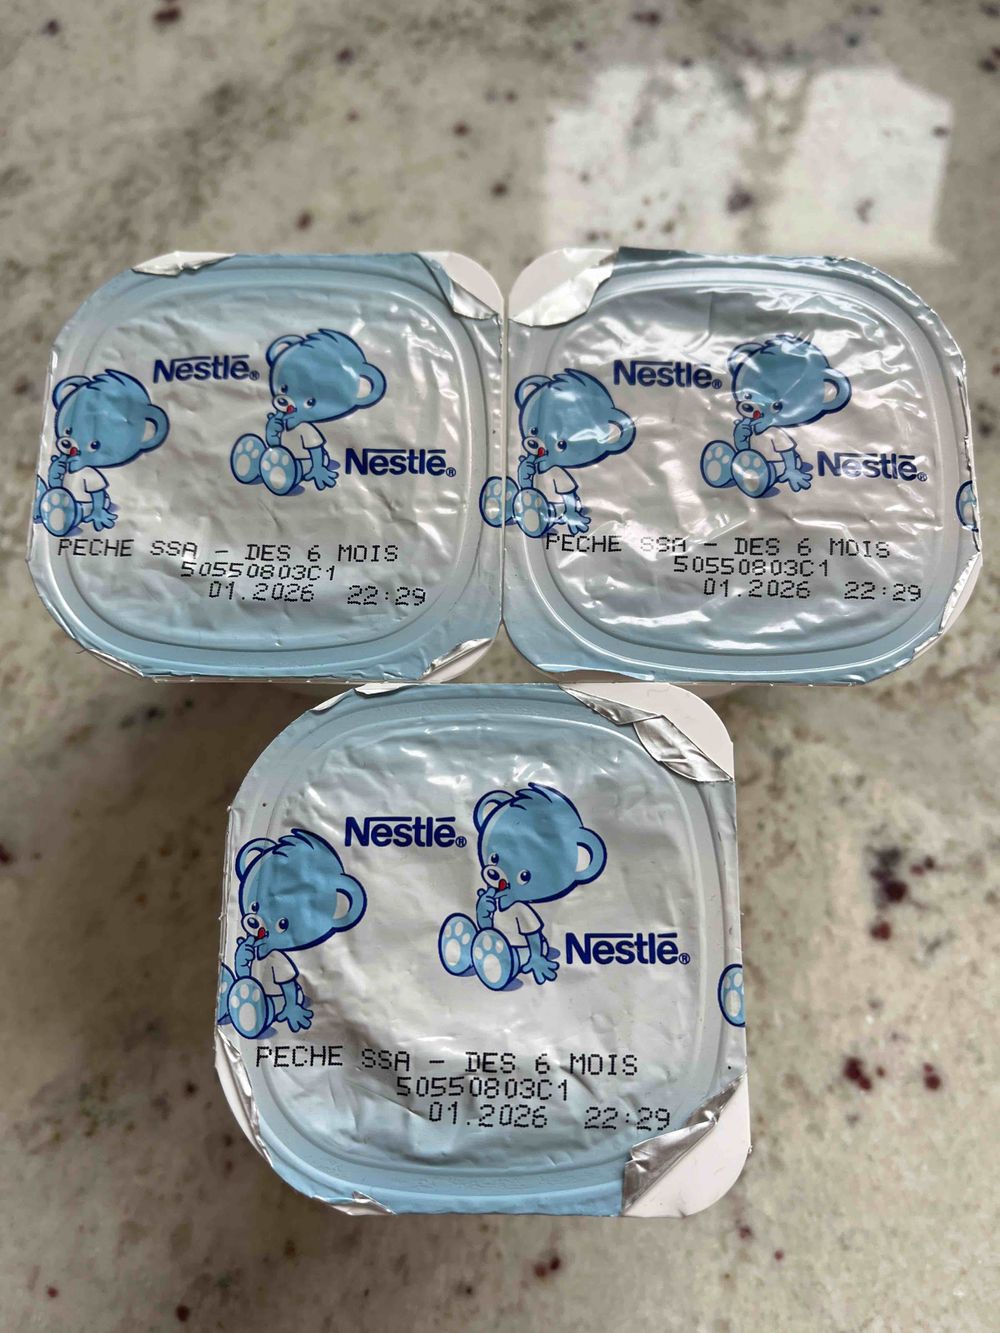 Nestlé®
Nestlé®
PECHE SSA - DES 6 MOIS
50550803C1
01.2026 22:29
Nestlé®
Nestlé®
PECHE SSA - DES 6 MOIS
50550803C1
01.2026 22:29
Nestlé®
Nestlé®
PECHE SSA - DES 6 MOIS
50550803C1
01.2026 22:29